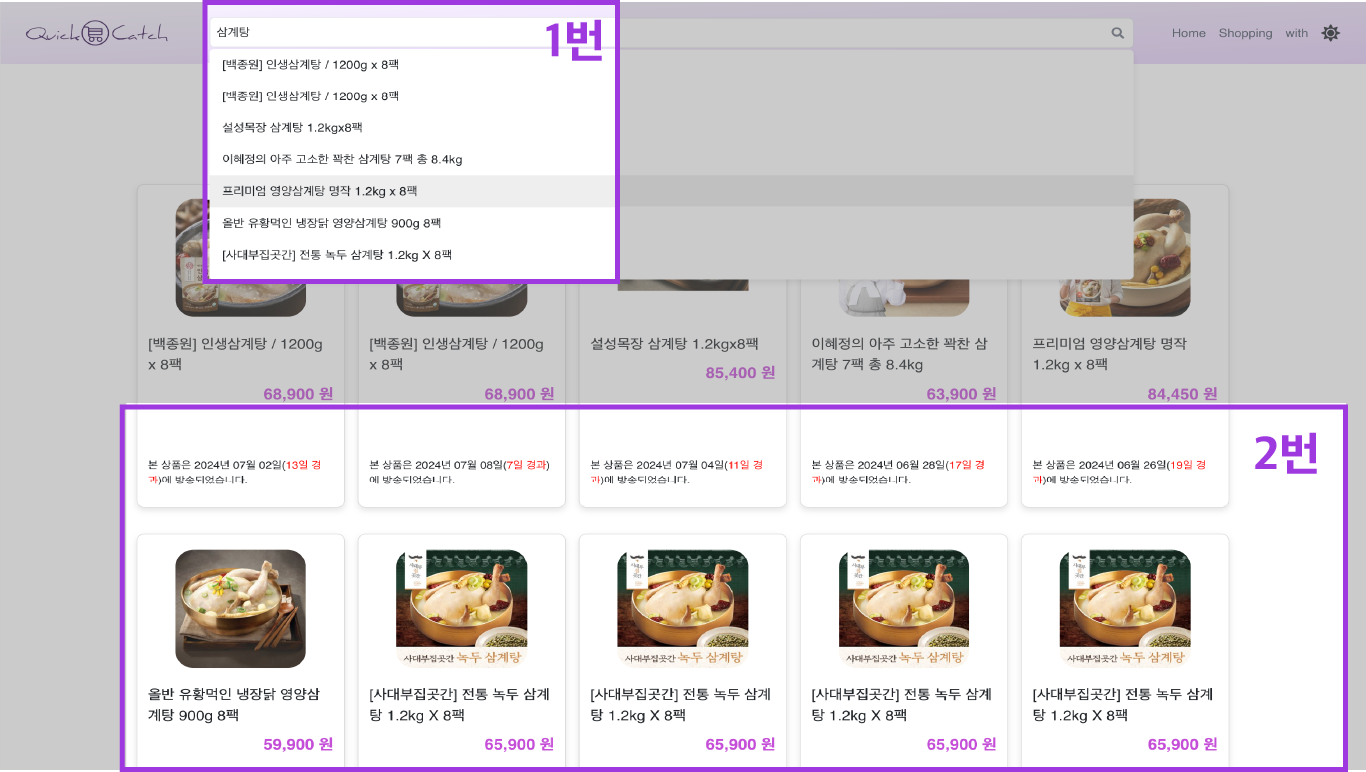 Quick Catch
삼계탕
1번
Home Shopping with
[백종원] 인생삼계탕 / 1200g x 8팩
[백종원] 인생삼계탕 / 1200g x 8팩
설성목장 삼계탕 1.2kgx8팩
이혜정의 아주 고소한 꽉찬 삼계탕 7팩 총 8.4kg
프리미엄 영양삼계탕 명작 1.2kg x 8팩
올반 유황먹인 냉장닭 영양삼계탕 900g 8팩
[사대부집곳간] 전통 녹두 삼계탕 1.2kg X 8팩
[백종원] 인생삼계탕 / 1200g
x 8팩
68,900 원
[백종원] 인생삼계탕 / 1200g
x 8팩
68,900 원
설성목장 삼계탕 1.2kgx8팩
85,400 원
이혜정의 아주 고소한 꽉찬 삼
계탕 7팩 총 8.4kg
63,900 원
프리미엄 영양삼계탕 명작
1.2kg x 8팩
84,450 원
2번
본 상품은 2024년 07월 02일(13일 경
과)에 방송되었습니다.
본 상품은 2024년 07월 08일(7일 경과)
에 방송되었습니다.
본 상품은 2024년 07월 04일(11일 경
과)에 방송되었습니다.
본 상품은 2024년 06월 28일(17일 경
과)에 방송되었습니다.
본 상품은 2024년 06월 26일(19일 경
과)에 방송되었습니다.
올반 유황먹인 냉장닭 영양삼
계탕 900g 8팩
59,900 원
사대부집곳간 녹두 삼계탕
[사대부집곳간] 전통 녹두 삼계
탕 1.2kg X 8팩
65,900 원
사대부집곳간 녹두 삼계탕
[사대부집곳간] 전통 녹두 삼계
탕 1.2kg X 8팩
65,900 원
사대부집곳간 녹두 삼계탕
[사대부집곳간] 전통 녹두 삼계
탕 1.2kg X 8팩
65,900 원
사대부집곳간 녹두 삼계탕
[사대부집곳간] 전통 녹두 삼계
탕 1.2kg X 8팩
65,900 원